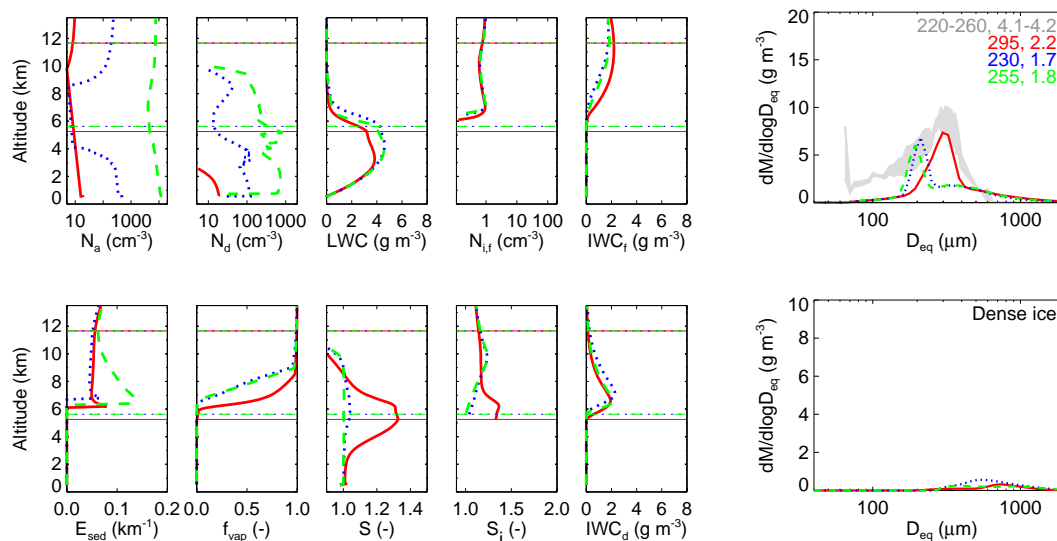 12
10
8
6
4
2
0
Altitude (km)
5
1000
N_a (cm^-3)
10
100
1000
N_d (cm^-3)
0 2 4 6 8
LWC (g m^-3)
1
100
N_i,f (cm^-3)
0 2 4 6 8
IWC_f (g m^-3)
20
15
10
5
0
dM/dlogD_eq (g m^-3)
220-260, 4.1-4.2
295, 2.2
230, 1.7
255, 1.8
100
1000
D_eq (μm)
12
10
8
6
4
2
0
Altitude (km)
0.0 0.1 0.2
E_sed (km^-1)
0.0 0.5 1.0
f_vap (-)
1.0 1.2 1.4
S (-)
1.0 1.2 1.4
S_i (-)
0 2 4 6 8
IWC_d (g m^-3)
10
8
6
4
2
0
dM/dlogD_eq (g m^-3)
Dense ice
100
1000
D_eq (μm)